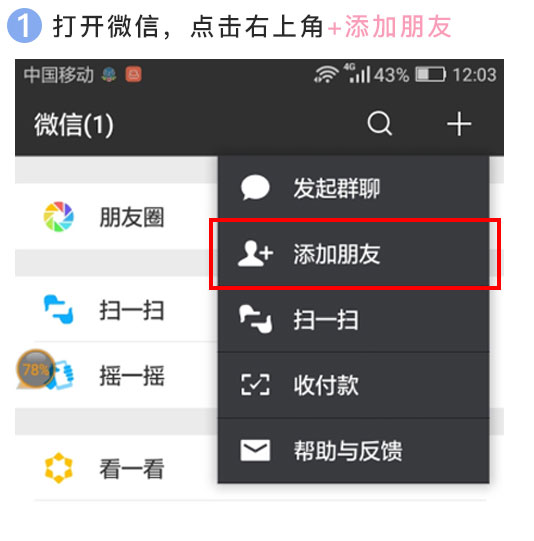 1 打开微信，点击右上角+添加朋友
中国移动 4G 43% 12:03
微信(1)
发起群聊
朋友圈
添加朋友
扫一扫
扫一扫
78%
摇一摇
收付款
帮助与反馈
看一看